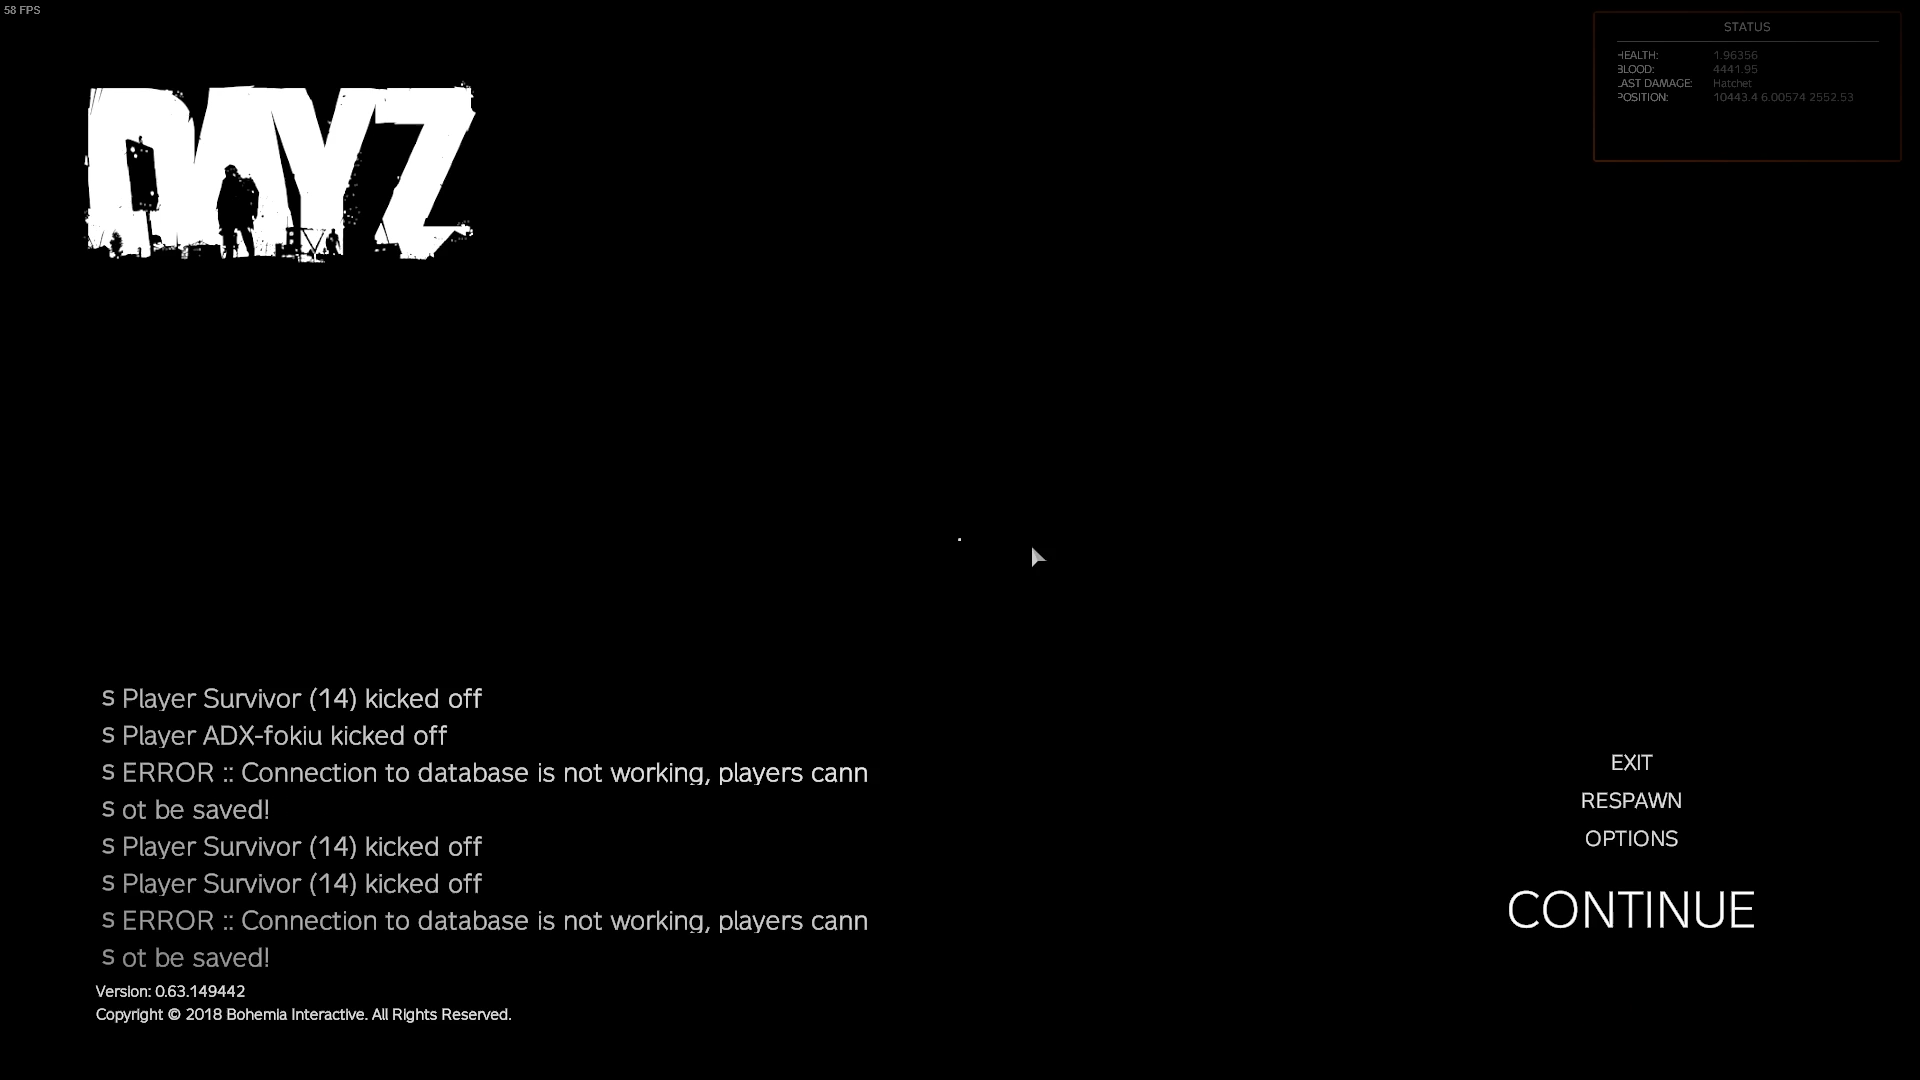 58 FPS
DAYZ
STATUS
HEALTH: 1.96356
BLOOD: 4441.95
LAST DAMAGE: Hatchet
POSITION: 10443.4 6.00574 2552.53
S Player Survivor (14) kicked off
S Player ADX-fokiu kicked off
S ERROR :: Connection to database is not working, players cann
S ot be saved!
S Player Survivor (14) kicked off
S Player Survivor (14) kicked off
S ERROR :: Connection to database is not working, players cann
S ot be saved!
Version: 0.63.149442
Copyright © 2018 Bohemia Interactive. All Rights Reserved.
EXIT
RESPAWN
OPTIONS
CONTINUE